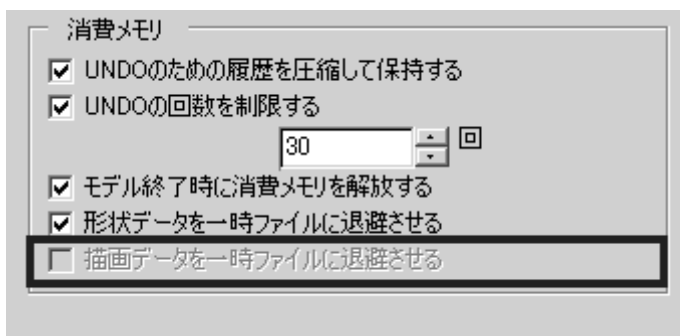 消費メモリ
UNDOのための履歴を圧縮して保持する
UNDOの回数を制限する
30 回
モデル終了時に消費メモリを解放する
形状データを一時ファイルに退避させる
描画データを一時ファイルに退避させる